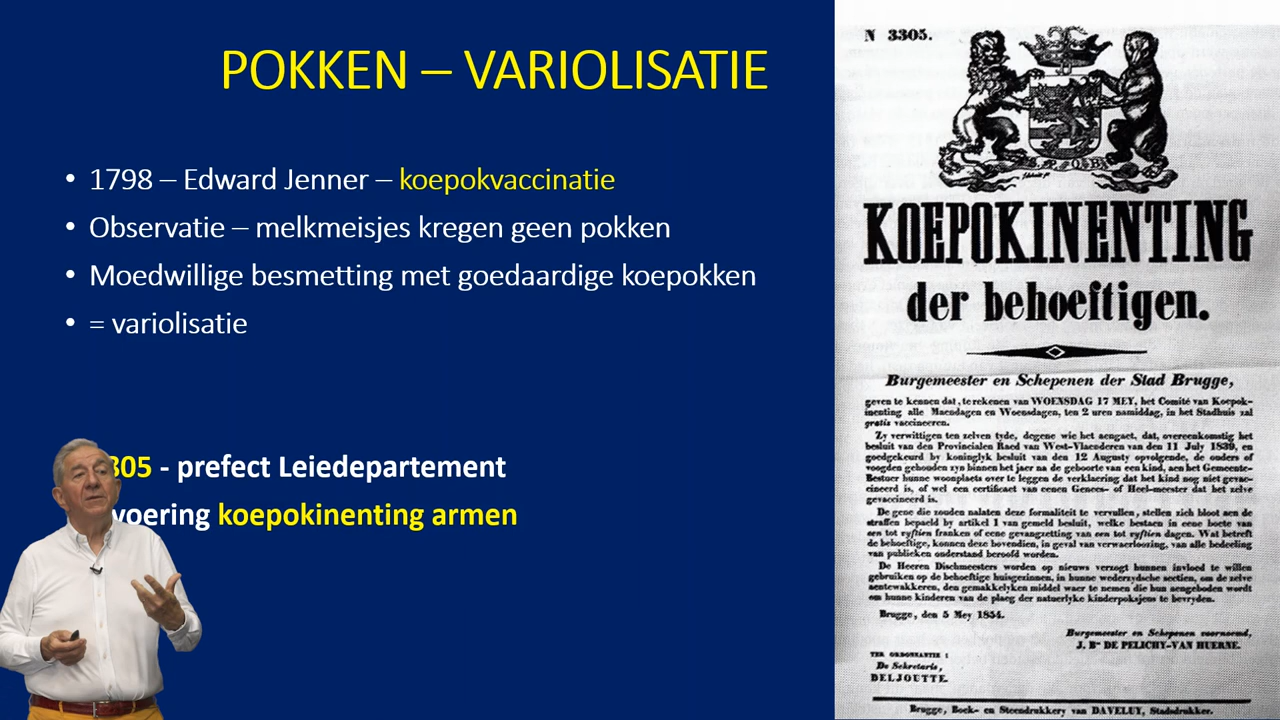 POKKEN – VARIOLISATIE
• 1798 – Edward Jenner – koepokvaccinatie
• Observatie – melkmeisjes kregen geen pokken
• Moedwillige besmetting met goedaardige koepokken
• = variolisatie
805 - prefect Leiedepartement
voering koepokinenting armen
N 3305.
KOEPOKINENTING
der behoeftigen.
Burgemeester en Schepenen der Stad Brugge,
geven te kennen dat, te rekenen van WOENSDAG 17 MEY, het Comité van Koepok-
inenting alle Maendagen en Woensdagen, ten 2 uren namiddag, in het Stadhuis zal
gratis vaccineeren.
Zy verwittigen ten zelven tyde, degene wie het aengaet, dat, overeenkomstig het
besluit van den Provincialen Raed van West-Vlaenderen van den 11 July 1839, en
goedgekeurd by koninglyk besluit van den 12 Augusty opvolgende, de ouders of
voogden gehouden zyn binnen het jaer na de geboorte van een kind, aen het Gemeente-
Bestuer hunne woonplaets over te leggen de verklaering dat het kind nog niet gevac-
cineerd is, of wel een certificaet van eenen Genees- of Heel-meester dat het zelve
gevaccineerd is.
De gene die zouden nalaten deze formaliteit te vervullen, stellen zich bloot aen de
straffen bepaeld by artikel 1 van gemeld besluit, welke bestaen in eene boete van
een tot vyftien franken of eene gevangzetting van een tot vyftien dagen. Wat betreft
de behoeftige, konnen deze bovendien, in geval van verwaerloozing, van alle bedeeling
van publieken onderstand beroofd worden.
De Heeren Dischmeesters worden op nieuws verzogt hunnen invloed te willen
gebruiken op de behoeftige huisgezinnen, in hunne wederzydsche sectien, om de zelve
aentewakkeren, den gemakkelyken middel waer te nemen die hun aengeboden wordt
om hunne kinderen van de plaeg der natuerlyke kinderpokskens te bevryden.
Brugge, den 5 Mey 1854.
Burgemeester en Schepenen voornoemd,
J. Bon DE PELICHY-VAN HUERNE.
TER ORDONNANTIE :
De Sekretaris,
DELJOUTTE.
Brugge, Boek- en Steendrukkery van DAVELUY, Stadsdrukker.